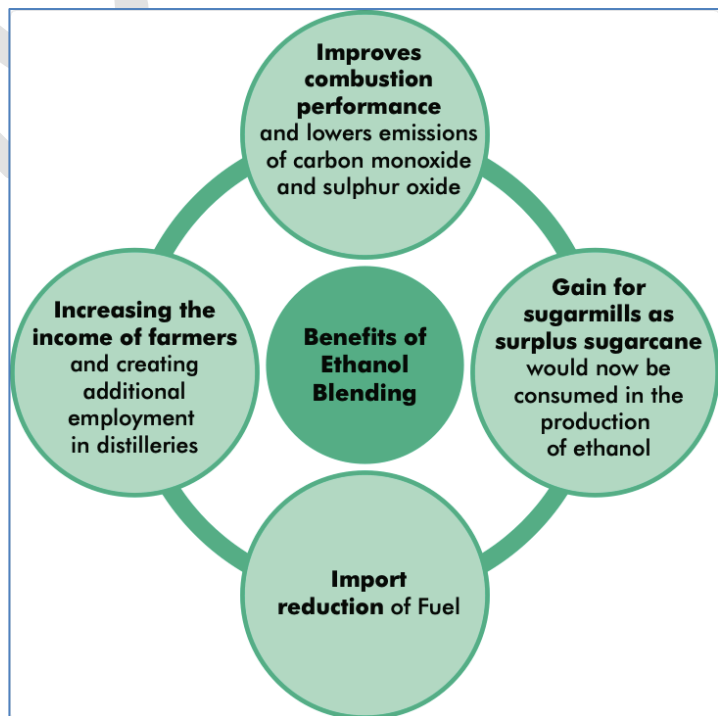 Improves
combustion
performance
and lowers emissions
of carbon monoxide
and sulphur oxide
Increasing the
income of farmers
and creating
additional
employment
in distilleries
Benefits of
Ethanol
Blending
Gain for
sugarmills as
surplus sugarcane
would now be
consumed in the
production
of ethanol
Import
reduction of Fuel